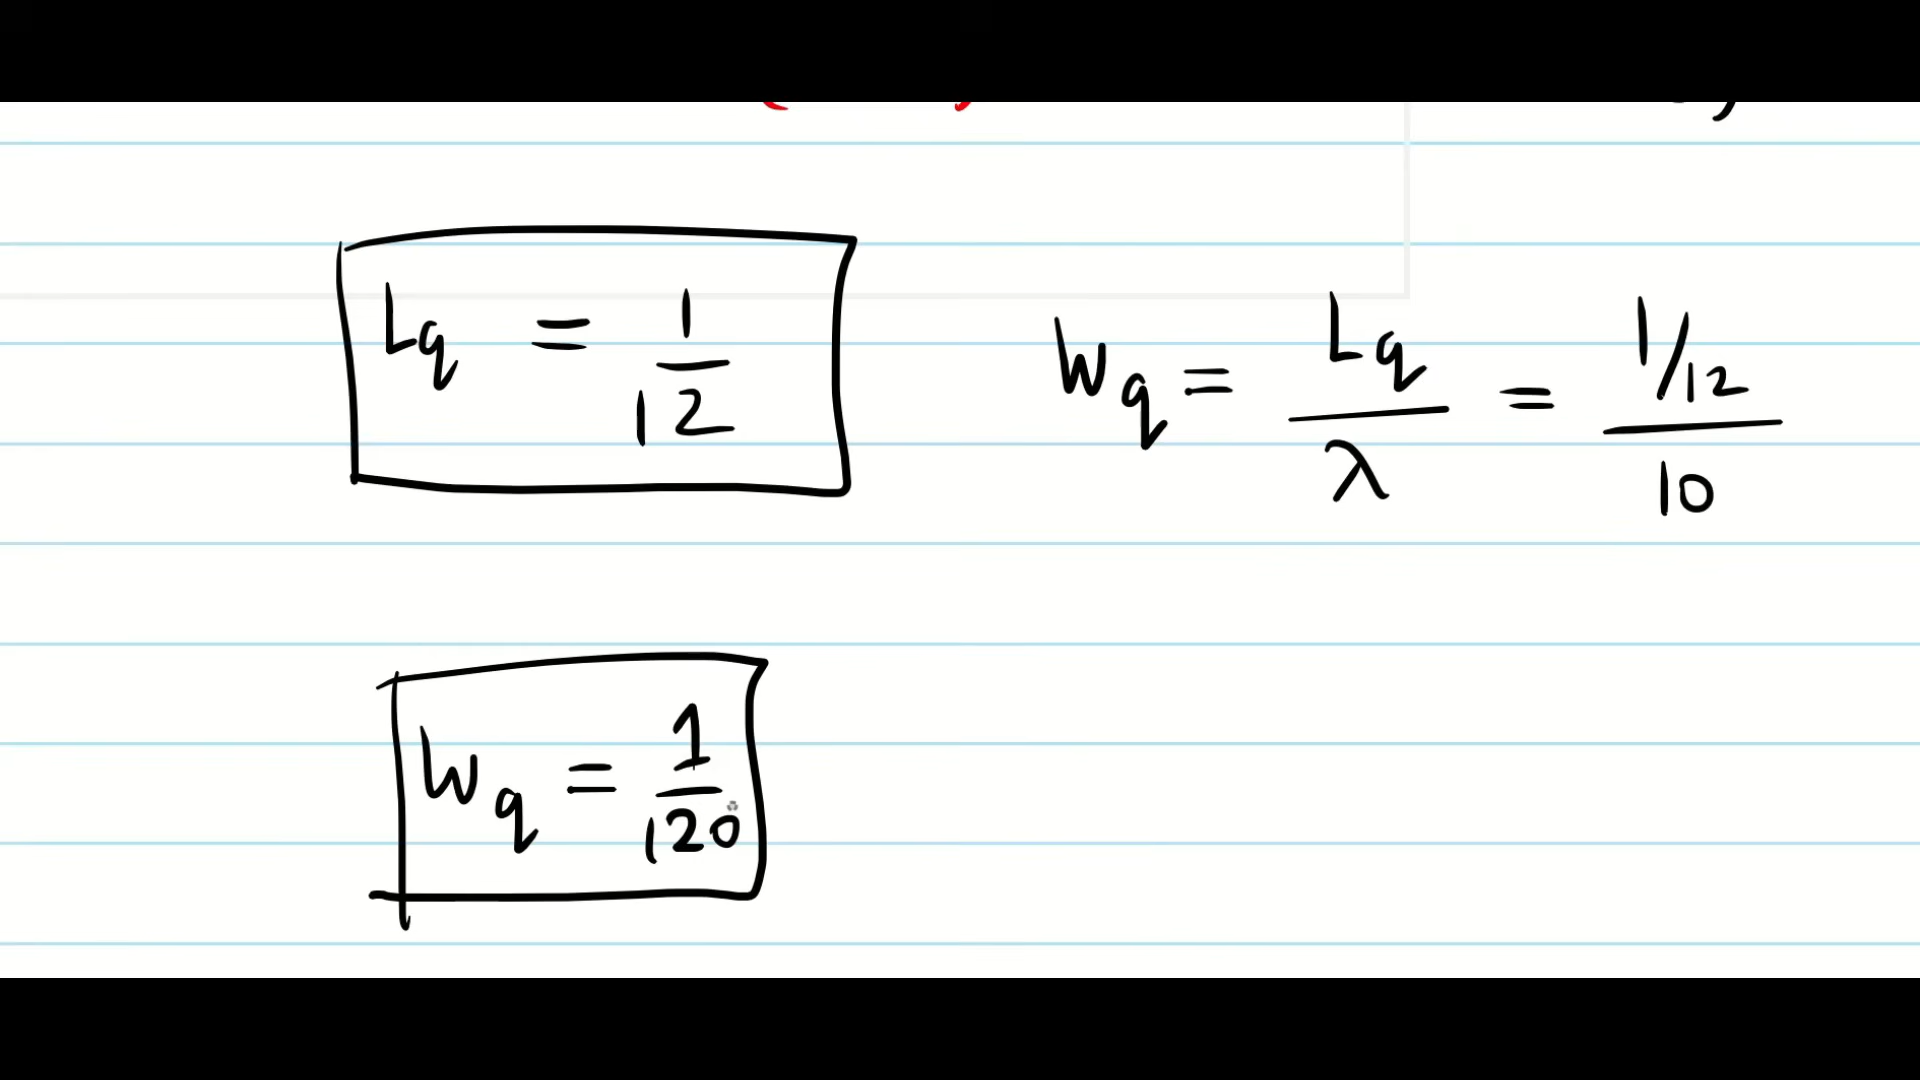 Lq = 1/12
Wq = Lq/λ = (1/12)/10
Wq = 1/120